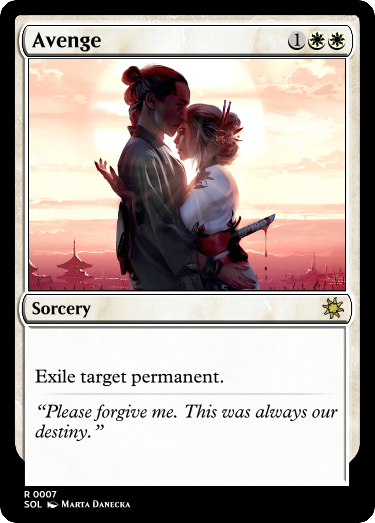 Avenge 1
Sorcery
Exile target permanent.
“Please forgive me. This was always our
destiny.”
R 0007
SOL Marta Danecka